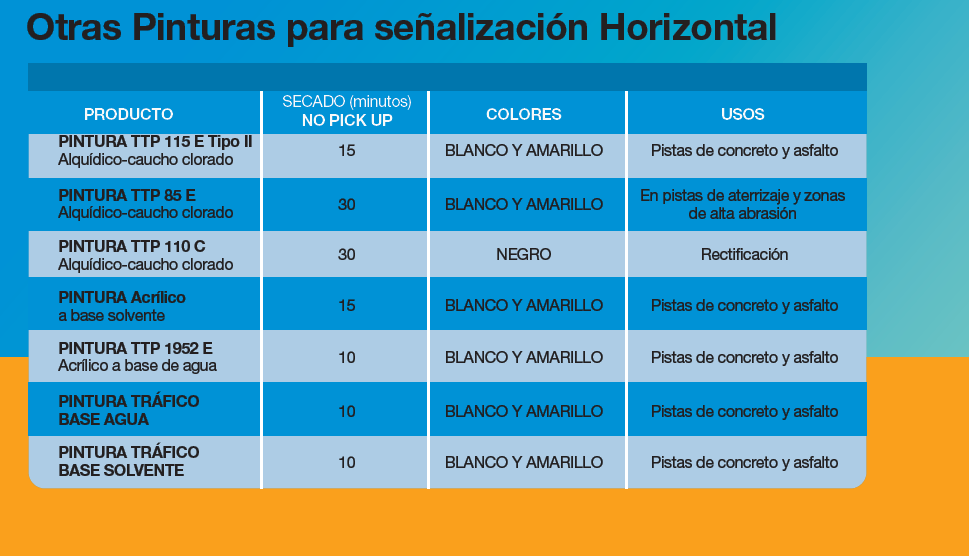 Otras Pinturas para señalización Horizontal
PRODUCTO
SECADO (minutos)
NO PICK UP
COLORES
USOS
PINTURA TTP 115 E Tipo II
Alquídico-caucho clorado
15
BLANCO Y AMARILLO
Pistas de concreto y asfalto
PINTURA TTP 85 E
Alquídico-caucho clorado
30
BLANCO Y AMARILLO
En pistas de aterrizaje y zonas
de alta abrasión
PINTURA TTP 110 C
Alquídico-caucho clorado
30
NEGRO
Rectificación
PINTURA Acrílico
a base solvente
15
BLANCO Y AMARILLO
Pistas de concreto y asfalto
PINTURA TTP 1952 E
Acrílico a base de agua
10
BLANCO Y AMARILLO
Pistas de concreto y asfalto
PINTURA TRÁFICO
BASE AGUA
10
BLANCO Y AMARILLO
Pistas de concreto y asfalto
PINTURA TRÁFICO
BASE SOLVENTE
10
BLANCO Y AMARILLO
Pistas de concreto y asfalto